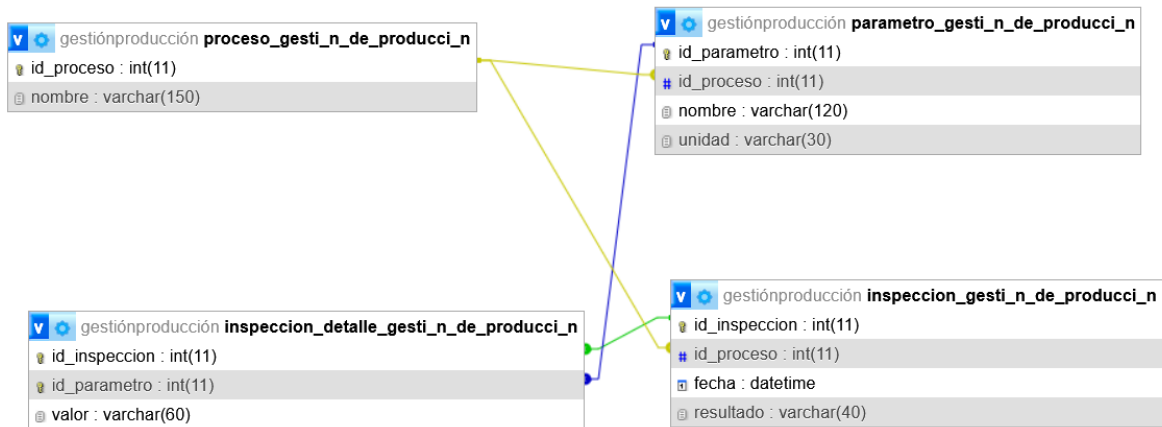 gestiónproducción proceso_gesti_n_de_producci_n
id_proceso : int(11)
nombre : varchar(150)
gestiónproducción parametro_gesti_n_de_producci_n
id_parametro : int(11)
# id_proceso : int(11)
nombre : varchar(120)
unidad : varchar(30)
gestiónproducción inspeccion_detalle_gesti_n_de_producci_n
id_inspeccion : int(11)
id_parametro : int(11)
valor : varchar(60)
gestiónproducción inspeccion_gesti_n_de_producci_n
id_inspeccion : int(11)
# id_proceso : int(11)
fecha : datetime
resultado : varchar(40)